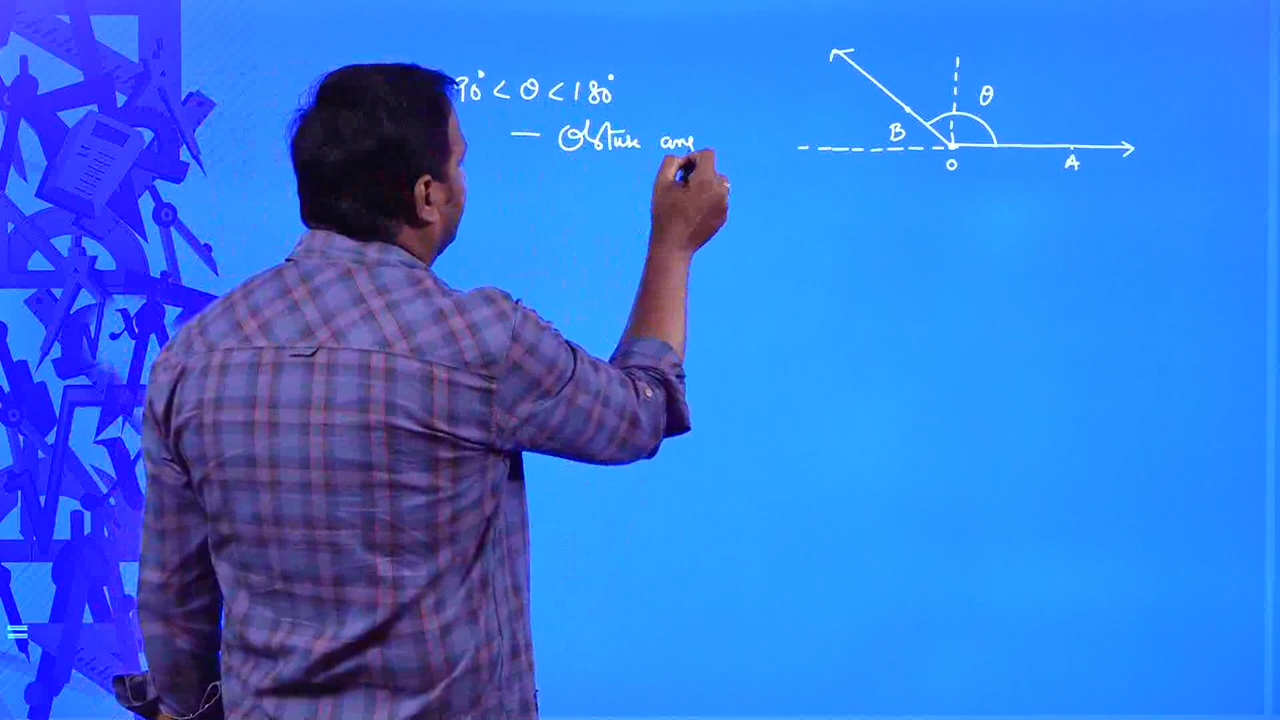 90° < θ < 180°
— Obtuse ang
θ
B
O
A